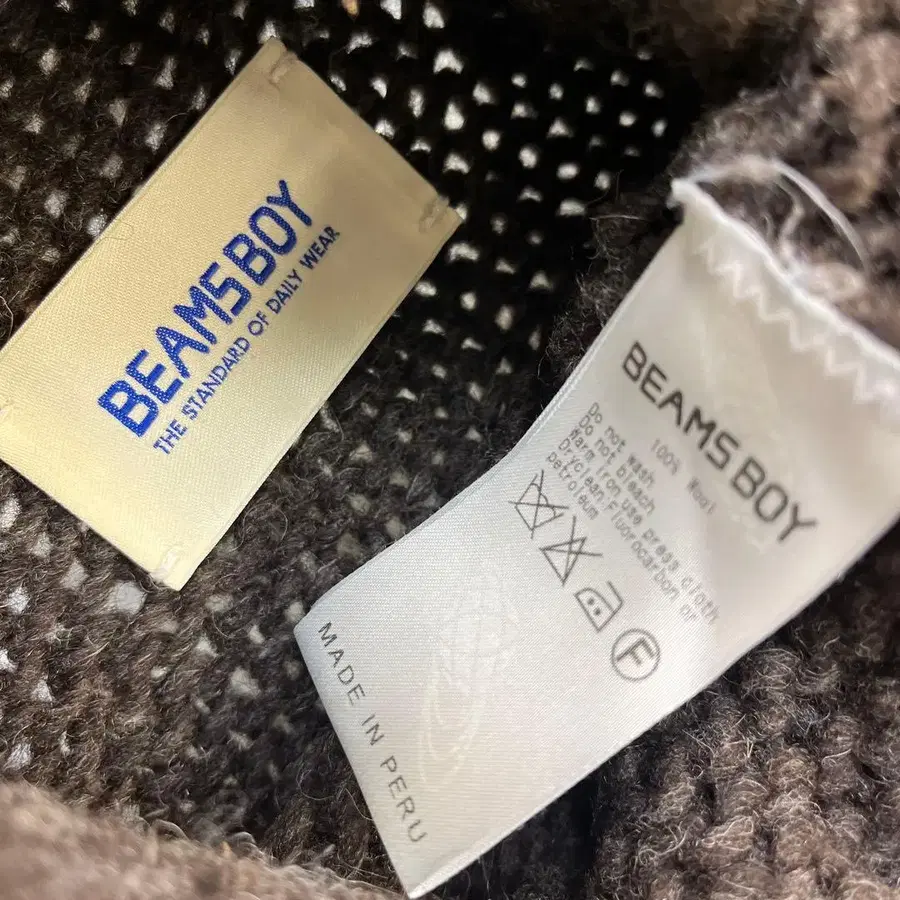 BEAMS BOY
THE STANDARD OF DAILY WEAR
BEAMS BOY
100% Wool
Do not wash
Do not bleach
Warm iron,use press cloth
Dryclean,Fluorocarbon or
petroleum
F
MADE IN PERU